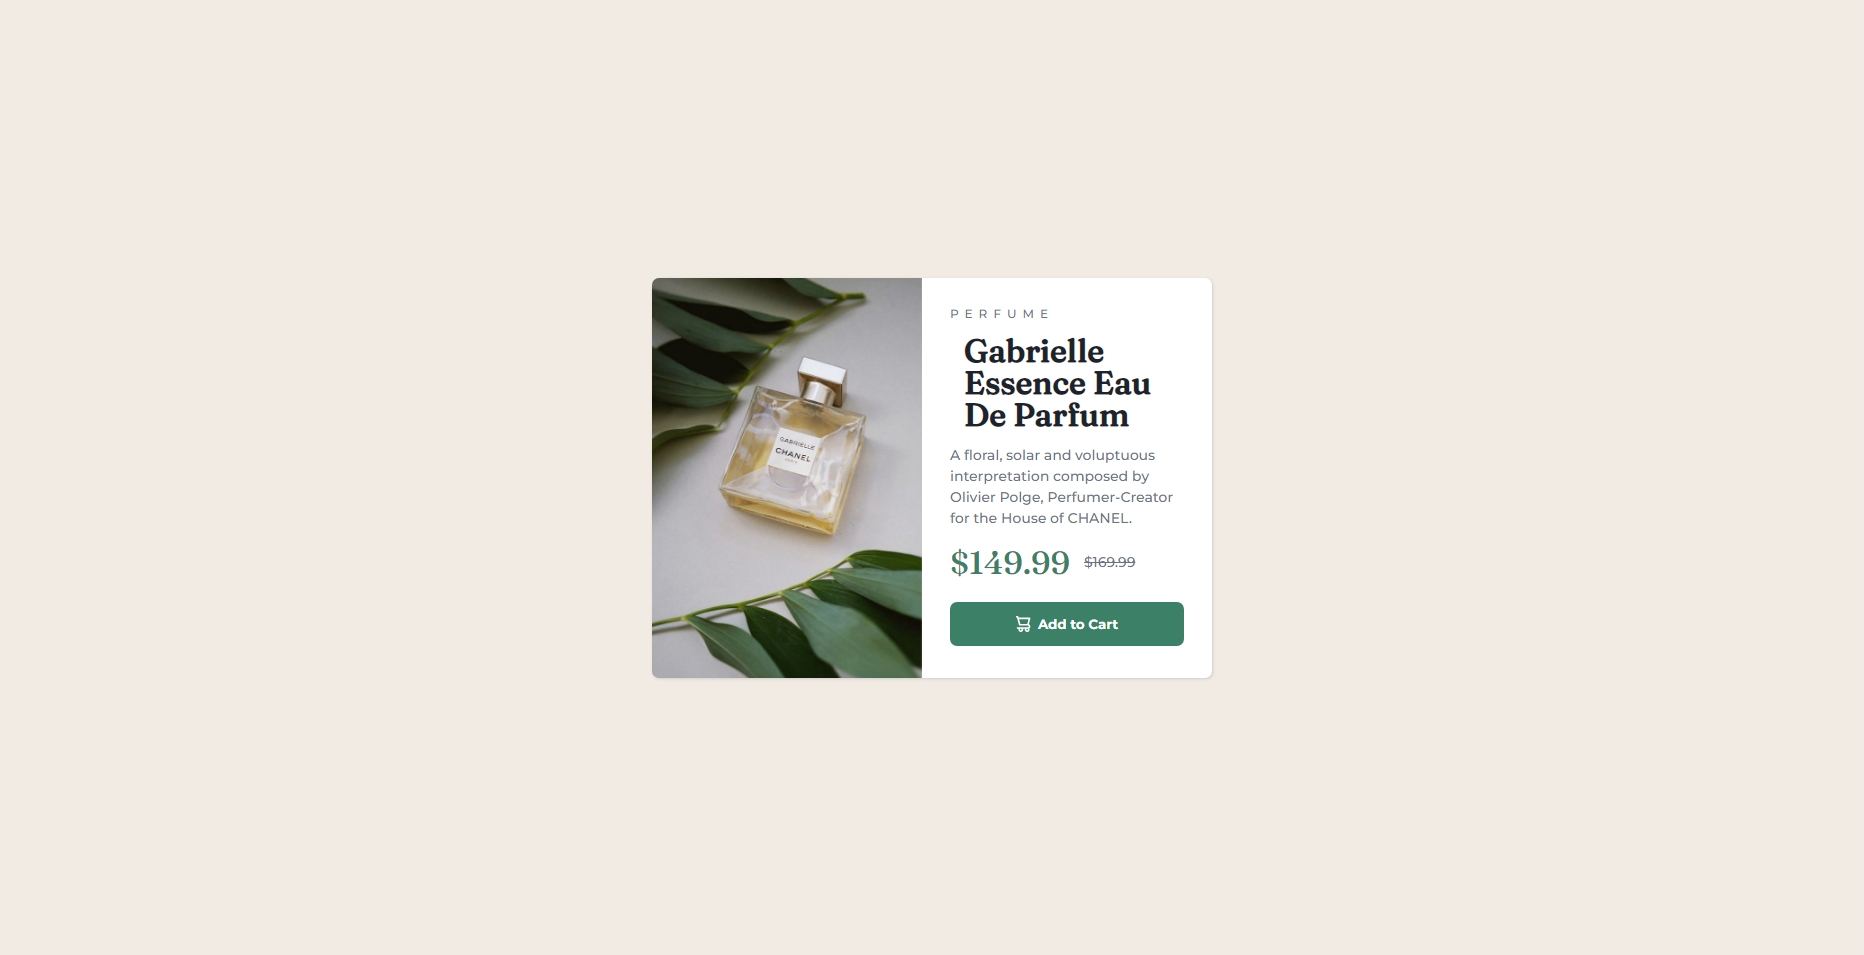 PERFUME
Gabrielle
Essence Eau
De Parfum
A floral, solar and voluptuous
interpretation composed by
Olivier Polge, Perfumer-Creator
for the House of CHANEL.
$149.99 $169.99
Add to Cart
GABRIELLE
CHANEL
PARIS